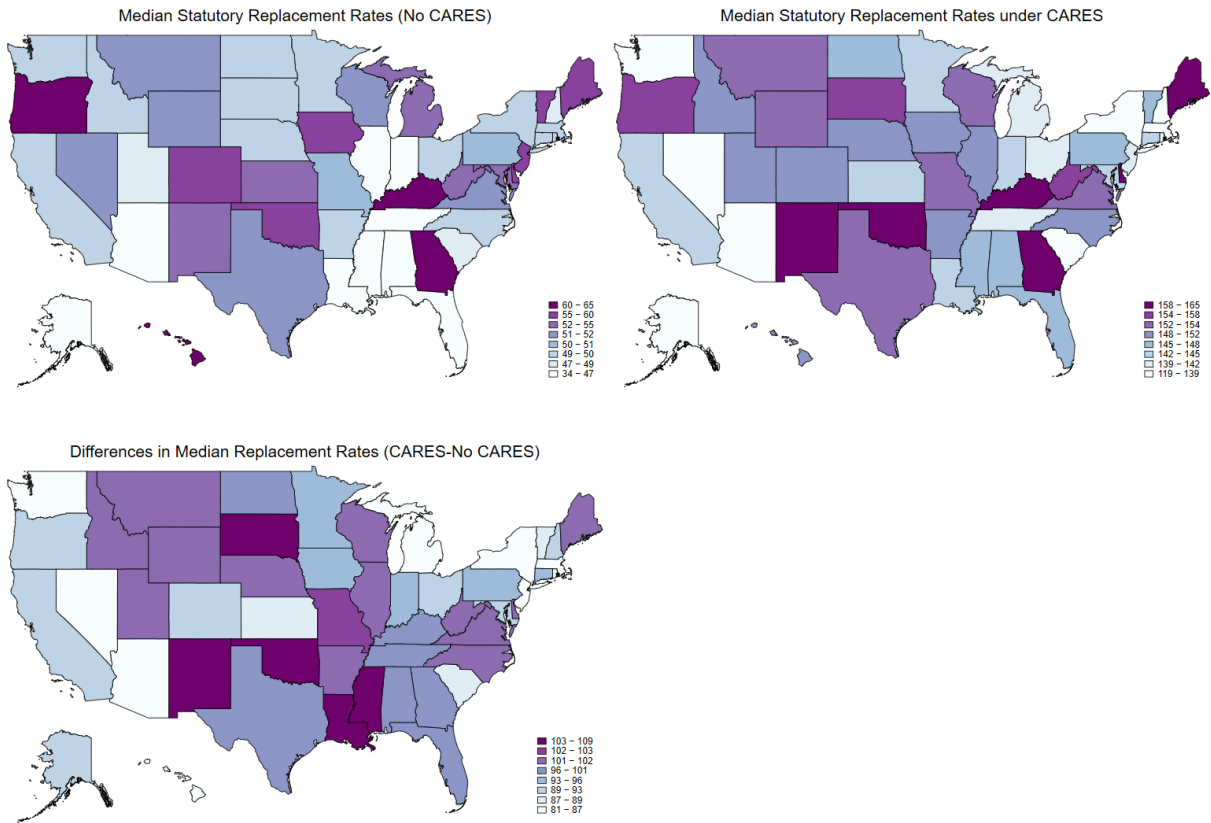 Median Statutory Replacement Rates (No CARES)
60 − 65
55 − 60
52 − 55
51 − 52
50 − 51
49 − 50
47 − 49
34 − 47
Median Statutory Replacement Rates under CARES
158 − 165
154 − 158
152 − 154
148 − 152
145 − 148
142 − 145
139 − 142
119 − 139
Differences in Median Replacement Rates (CARES-No CARES)
103 − 109
102 − 103
101 − 102
96 − 101
93 − 96
89 − 93
87 − 89
81 − 87